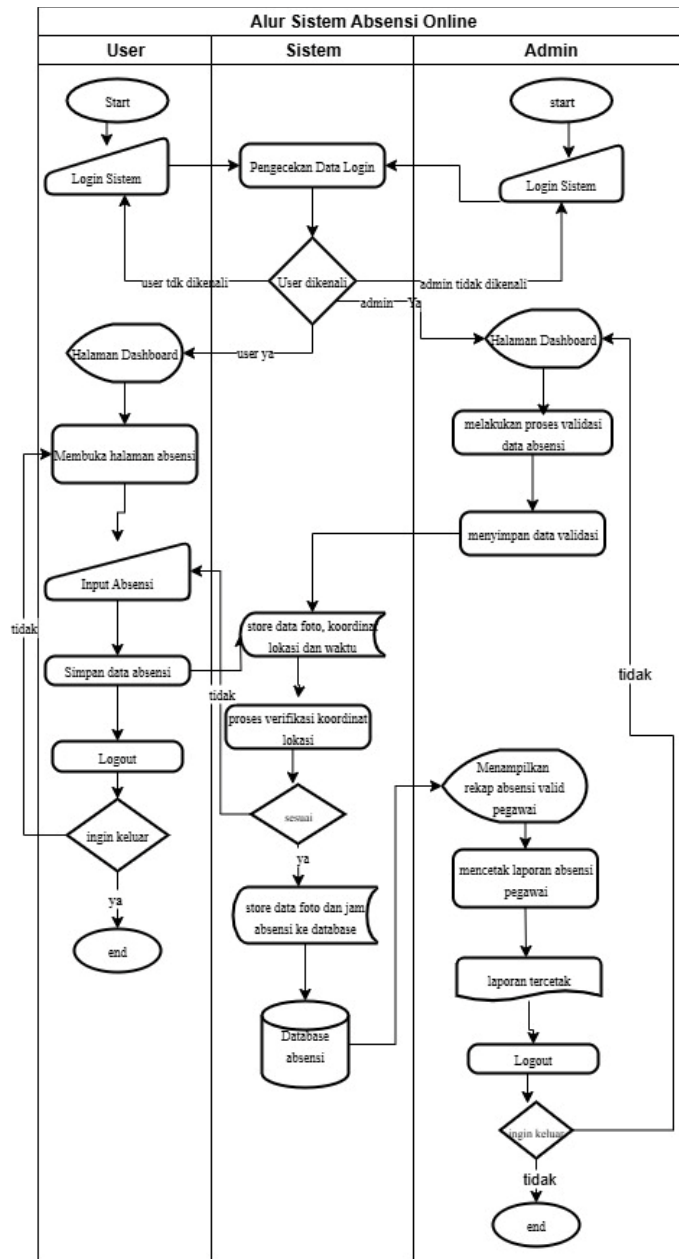 Alur Sistem Absensi Online
User
Sistem
Admin
Start
start
Login Sistem
Pengecekan Data Login
Login Sistem
user tdk dikenali
User dikenali
admin tidak dikenali
admin
Ya
Halaman Dashboard
user ya
Halaman Dashboard
melakukan proses validasi
data absensi
Membuka halaman absensi
menyimpan data validasi
Input Absensi
tidak
store data foto, koordinat
lokasi dan waktu
Simpan data absensi
tidak
tidak
proses verifikasi koordinat
lokasi
Logout
Menampilkan
rekap absensi valid
pegawai
ingin keluar
sesuai
ya
mencetak laporan absensi
pegawai
ya
store data foto dan jam
absensi ke database
end
laporan tercetak
Database
absensi
Logout
ingin keluar
tidak
end